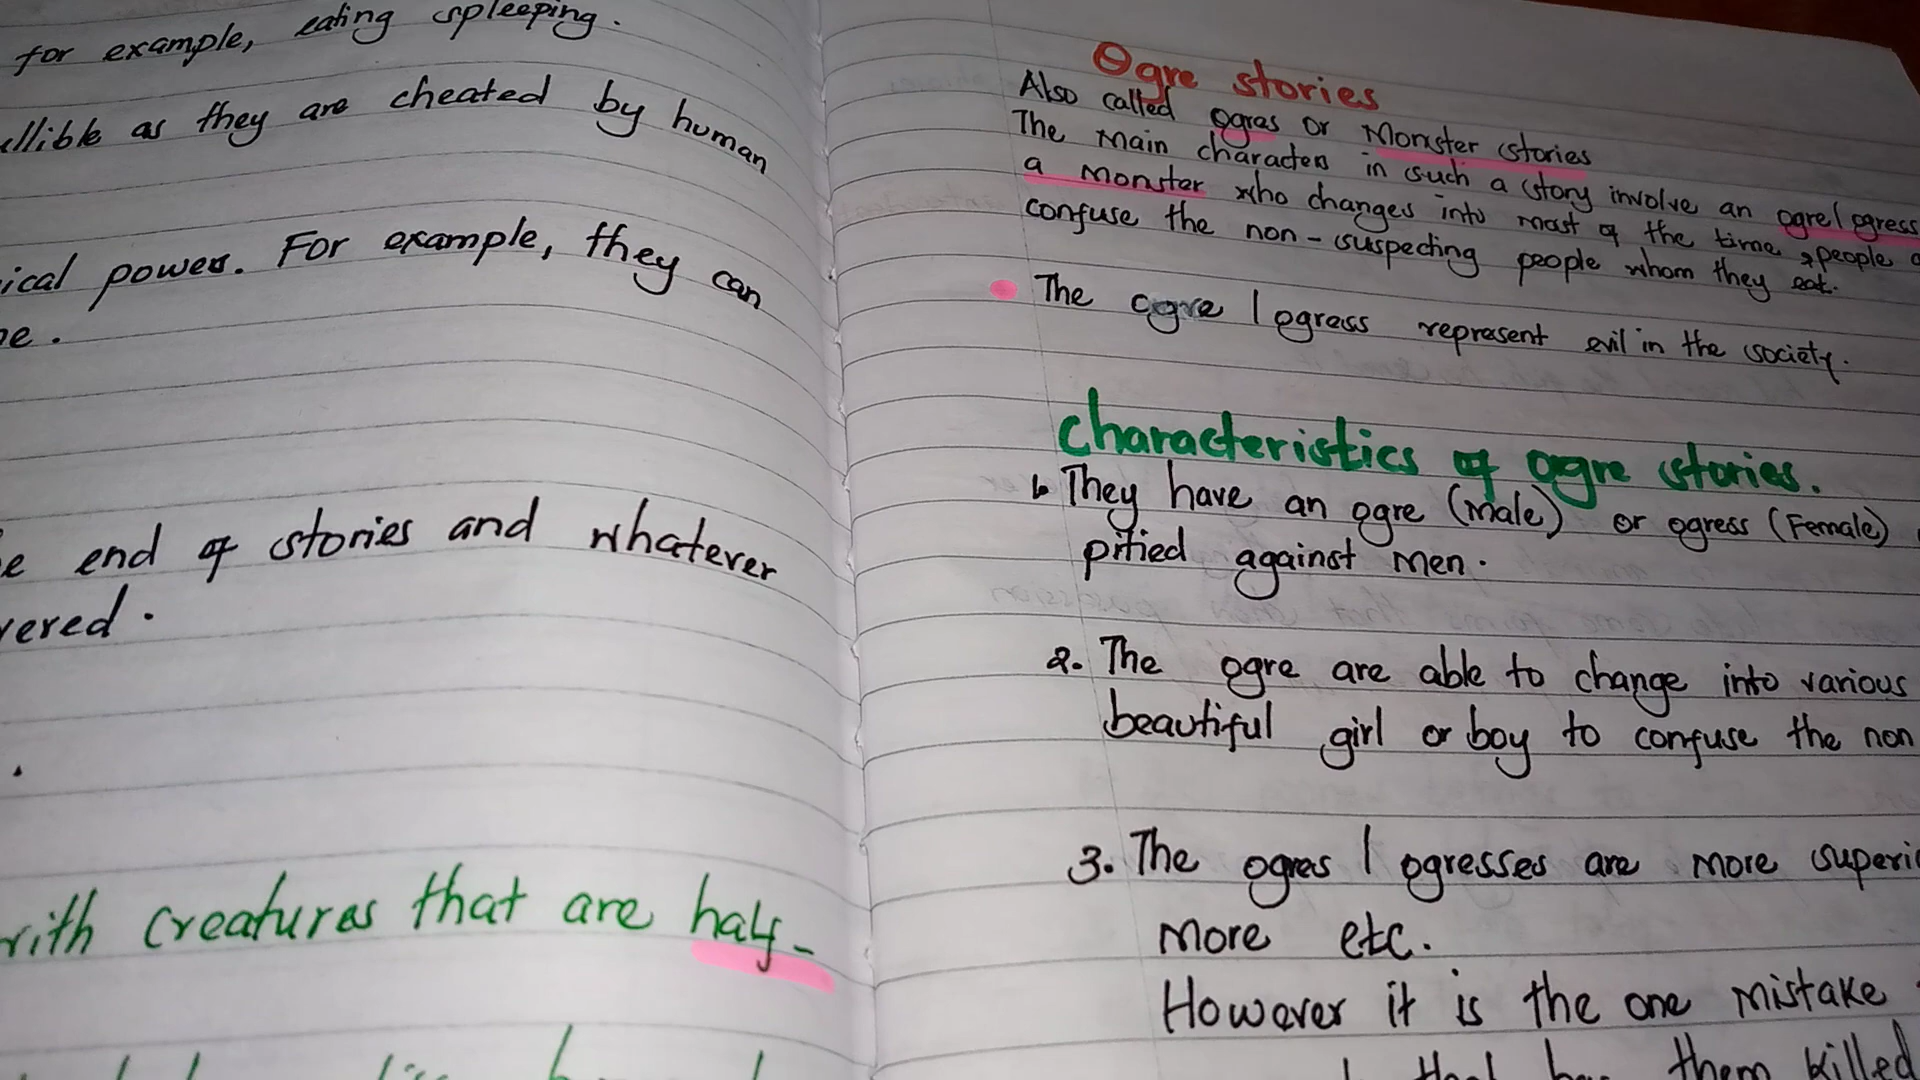 for example, eating spleeping.
ellible as they are cheated by human
ical power. For example, they can
e.
end of stories and whatever
vered.
with creatures that are half-
Ogre stories
Also called ogres or Monster stories
The main characters in such a story involve an ogre/ogress
a monster who changes into most of the time, people
confuse the non-suspecting people whom they eat.
The ogre/ogress represent evil in the society.
Characteristics of ogre stories.
1. They have an ogre (male) or ogress (Female)
pitied against men.
2. The ogre are able to change into various
beautiful girl or boy to confuse the non
3. The ogres/ogresses are more superi
more etc.
However it is the one mistake
them killed